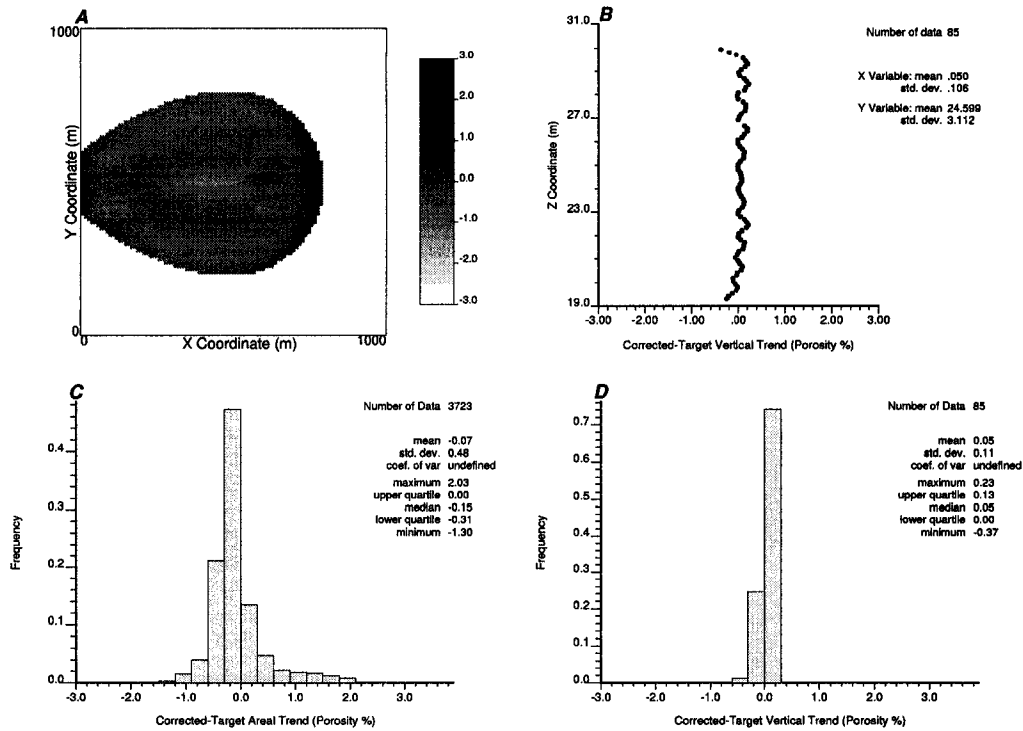 A
1000
Y Coordinate (m)
0
0
X Coordinate (m)
1000
3.0
2.0
1.0
0.0
-1.0
-2.0
-3.0
B
31.0
27.0
23.0
19.0
Z Coordinate (m)
-3.00 -2.00 -1.00 .00 1.00 2.00 3.00
Corrected-Target Vertical Trend (Porosity %)
Number of data 85
X Variable: mean .050
std. dev. .106
Y Variable: mean 24.599
std. dev. 3.112
C
Frequency
0.4
0.3
0.2
0.1
0.0
-3.0 -2.0 -1.0 0.0 1.0 2.0 3.0
Corrected-Target Areal Trend (Porosity %)
Number of Data 3723
mean -0.07
std. dev. 0.48
coef. of var undefined
maximum 2.03
upper quartile 0.00
median -0.15
lower quartile -0.31
minimum -1.30
D
Frequency
0.7
0.6
0.5
0.4
0.3
0.2
0.1
0.0
-3.0 -2.0 -1.0 0.0 1.0 2.0 3.0
Corrected-Target Vertical Trend (Porosity %)
Number of Data 85
mean 0.05
std. dev. 0.11
coef. of var undefined
maximum 0.23
upper quartile 0.13
median 0.05
lower quartile 0.00
minimum -0.37